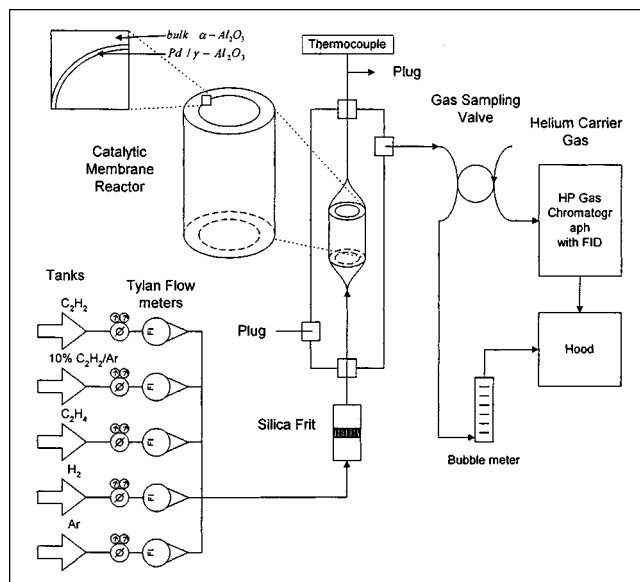 bulk α - Al₂O₃
Pd / γ - Al₂O₃
Thermocouple
Plug
Gas Sampling
Valve
Helium Carrier
Gas
Catalytic
Membrane
Reactor
HP Gas
Chromatogr
aph
with FID
Tanks
Tylan Flow
meters
C₂H₂
FI
10% C₂H₂/Ar
FI
C₂H₄
FI
H₂
FI
Ar
FI
Plug
Silica Frit
Hood
Bubble meter